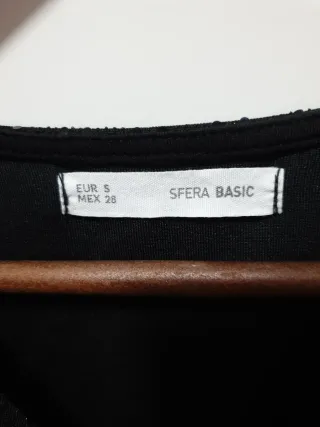 EUR S
MEX 28
SFERA BASIC